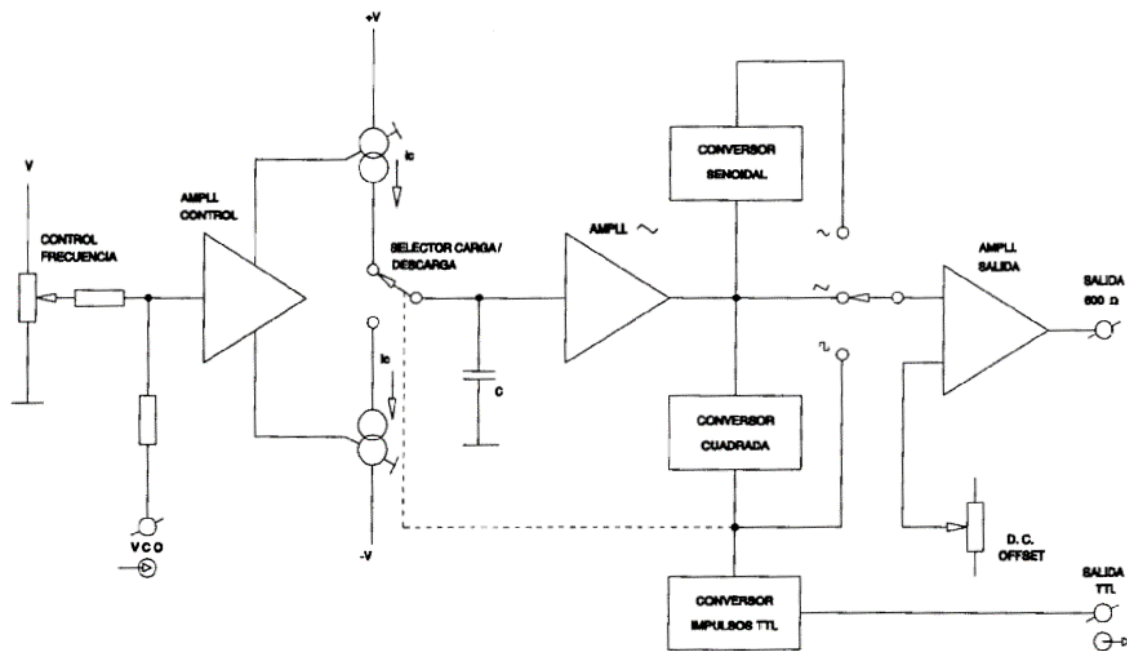 +V
V
Ic
AMPLI.
CONTROL
CONTROL
FRECUENCIA
SELECTOR CARGA /
DESCARGA
Ic
C
-V
V C O
AMPLI.
CONVERSOR
SENOIDAL
CONVERSOR
CUADRADA
CONVERSOR
IMPULSOS TTL
AMPLI.
SALIDA
SALIDA
600 Ω
D. C.
OFFSET
SALIDA
TTL